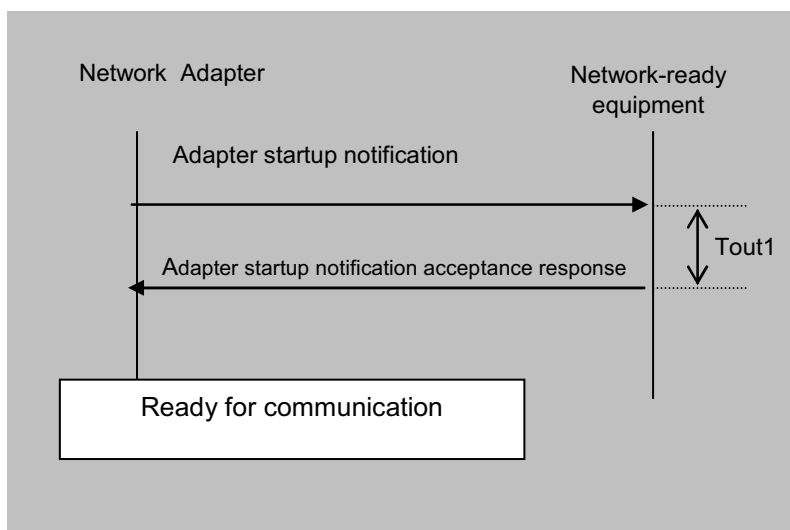 Network Adapter
Network-ready
equipment
Adapter startup notification
Tout1
Adapter startup notification acceptance response
Ready for communication